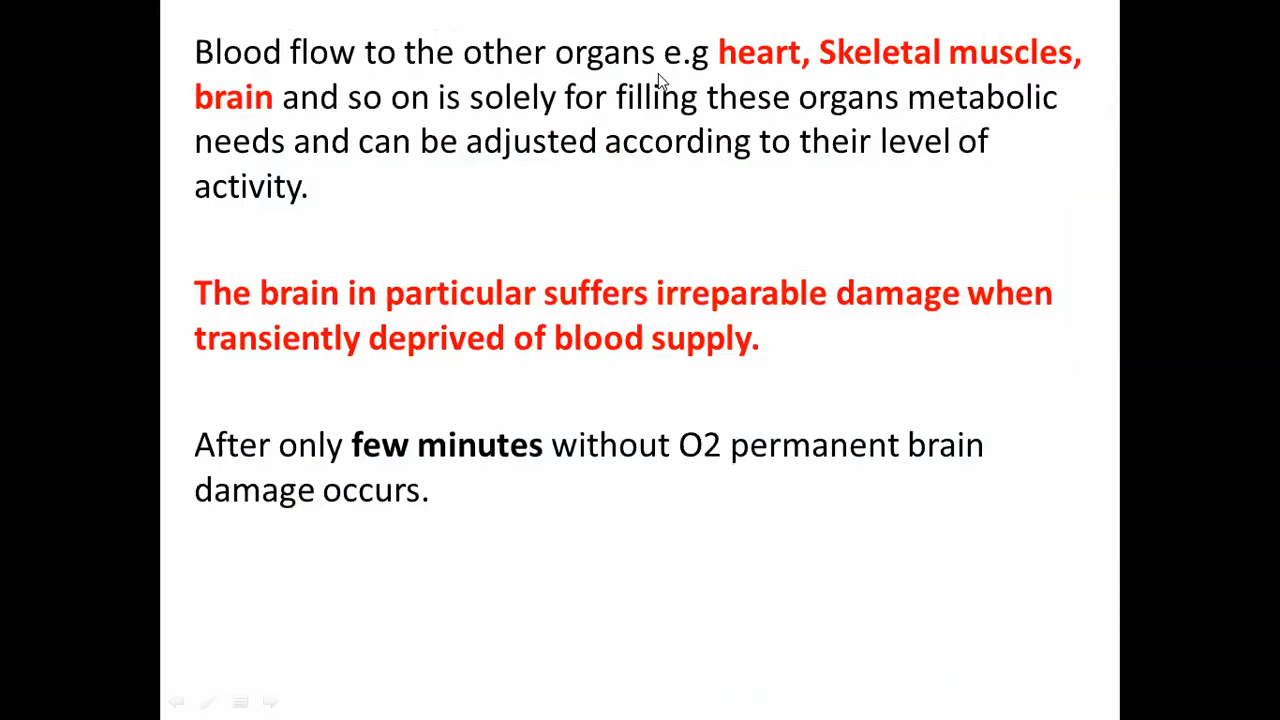 Blood flow to the other organs e.g heart, Skeletal muscles,
brain and so on is solely for filling these organs metabolic
needs and can be adjusted according to their level of
activity.
The brain in particular suffers irreparable damage when
transiently deprived of blood supply.
After only few minutes without O2 permanent brain
damage occurs.